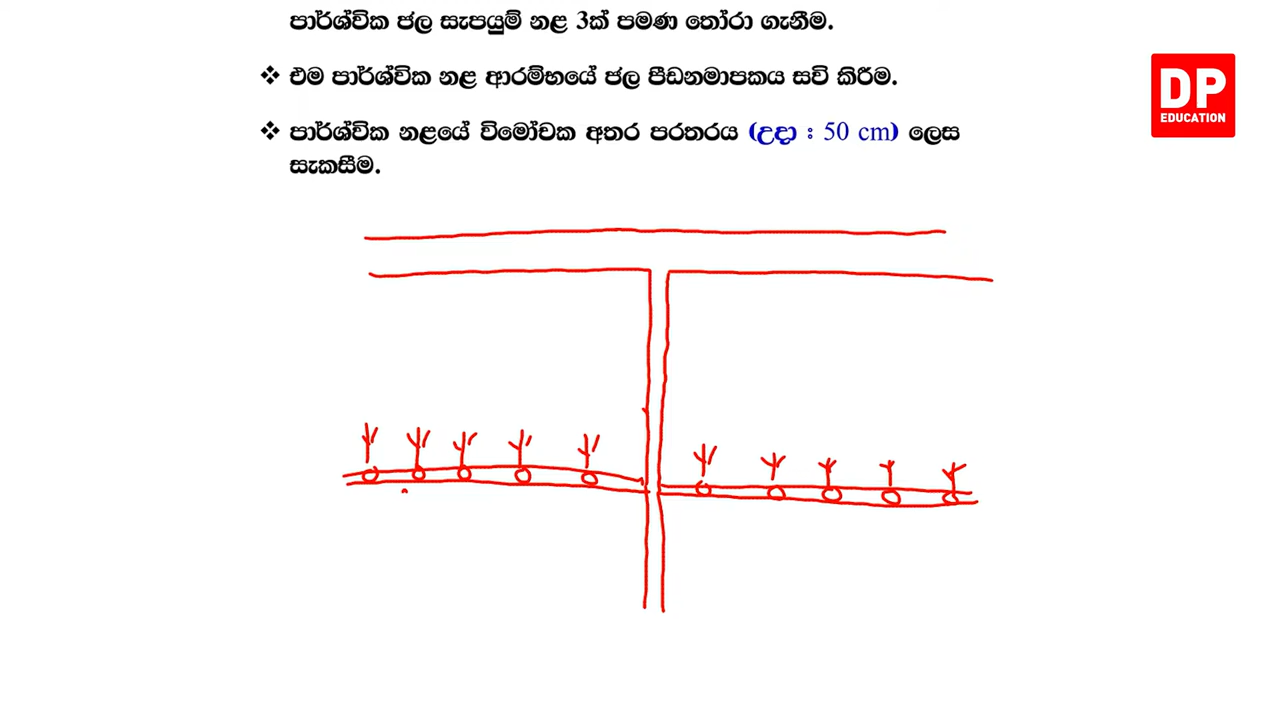 පාර්ශ්වික ජල සැපයුම් නළ 3ක් පමණ තෝරා ගැනීම.
❖ එම පාර්ශ්වික නළ ආරම්භයේ ජල පීඩනමාපකය සවි කිරීම.
❖ පාර්ශ්වික නළයේ විමෝචක අතර පරතරය (උදා : 50 cm) ලෙස
සැකසීම.
DP
EDUCATION